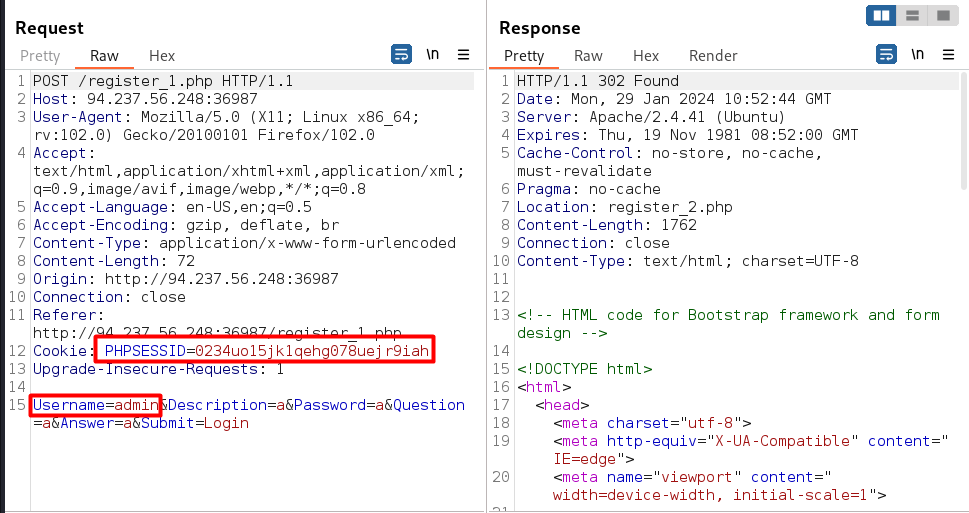 Request
Pretty Raw Hex \n
1 POST /register_1.php HTTP/1.1
2 Host: 94.237.56.248:36987
3 User-Agent: Mozilla/5.0 (X11; Linux x86_64;
rv:102.0) Gecko/20100101 Firefox/102.0
4 Accept:
text/html,application/xhtml+xml,application/xml;
q=0.9,image/avif,image/webp,*/*;q=0.8
5 Accept-Language: en-US,en;q=0.5
6 Accept-Encoding: gzip, deflate, br
7 Content-Type: application/x-www-form-urlencoded
8 Content-Length: 72
9 Origin: http://94.237.56.248:36987
10 Connection: close
11 Referer:
http://94.237.56.248:36987/register_1.php
12 Cookie: PHPSESSID=0234uo15jk1qehg078uejr9iah
13 Upgrade-Insecure-Requests: 1
14
15 Username=admin&Description=a&Password=a&Question
=a&Answer=a&Submit=Login
Response
Pretty Raw Hex Render \n
1 HTTP/1.1 302 Found
2 Date: Mon, 29 Jan 2024 10:52:44 GMT
3 Server: Apache/2.4.41 (Ubuntu)
4 Expires: Thu, 19 Nov 1981 08:52:00 GMT
5 Cache-Control: no-store, no-cache,
must-revalidate
6 Pragma: no-cache
7 Location: register_2.php
8 Content-Length: 1762
9 Connection: close
10 Content-Type: text/html; charset=UTF-8
11
12
13 <!-- HTML code for Bootstrap framework and form
design -->
14
15 <!DOCTYPE html>
16 <html>
17 <head>
18 <meta charset="utf-8">
19 <meta http-equiv="X-UA-Compatible" content="
IE=edge">
20 <meta name="viewport" content="
width=device-width, initial-scale=1">